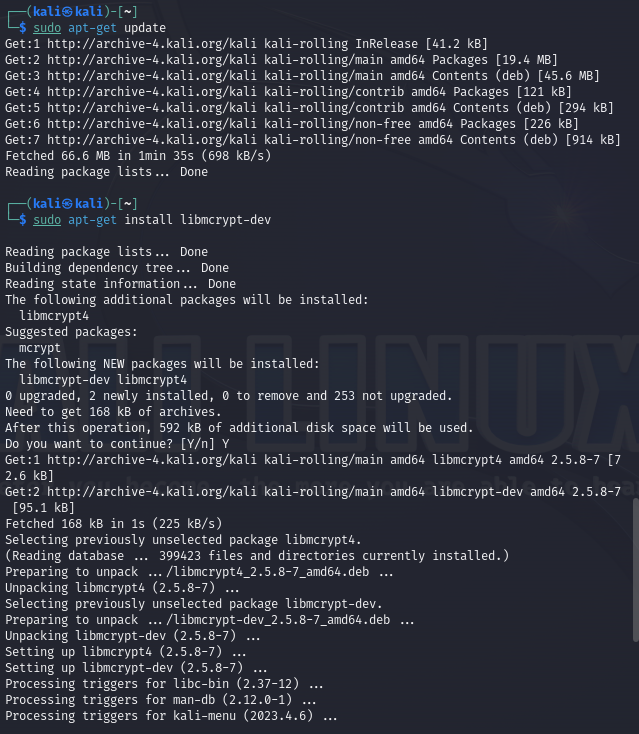 ┌──(kali㉿kali)-[~]
└─$ sudo apt-get update
Get:1 http://archive-4.kali.org/kali kali-rolling InRelease [41.2 kB]
Get:2 http://archive-4.kali.org/kali kali-rolling/main amd64 Packages [19.4 MB]
Get:3 http://archive-4.kali.org/kali kali-rolling/main amd64 Contents (deb) [45.6 MB]
Get:4 http://archive-4.kali.org/kali kali-rolling/contrib amd64 Packages [121 kB]
Get:5 http://archive-4.kali.org/kali kali-rolling/contrib amd64 Contents (deb) [294 kB]
Get:6 http://archive-4.kali.org/kali kali-rolling/non-free amd64 Packages [226 kB]
Get:7 http://archive-4.kali.org/kali kali-rolling/non-free amd64 Contents (deb) [914 kB]
Fetched 66.6 MB in 1min 35s (698 kB/s)
Reading package lists... Done
┌──(kali㉿kali)-[~]
└─$ sudo apt-get install libmcrypt-dev
Reading package lists... Done
Building dependency tree... Done
Reading state information... Done
The following additional packages will be installed:
libmcrypt4
Suggested packages:
mcrypt
The following NEW packages will be installed:
libmcrypt-dev libmcrypt4
0 upgraded, 2 newly installed, 0 to remove and 253 not upgraded.
Need to get 168 kB of archives.
After this operation, 592 kB of additional disk space will be used.
Do you want to continue? [Y/n] Y
Get:1 http://archive-4.kali.org/kali kali-rolling/main amd64 libmcrypt4 amd64 2.5.8-7 [7
2.6 kB]
Get:2 http://archive-4.kali.org/kali kali-rolling/main amd64 libmcrypt-dev amd64 2.5.8-7
[95.1 kB]
Fetched 168 kB in 1s (225 kB/s)
Selecting previously unselected package libmcrypt4.
(Reading database ... 399423 files and directories currently installed.)
Preparing to unpack .../libmcrypt4_2.5.8-7_amd64.deb ...
Unpacking libmcrypt4 (2.5.8-7) ...
Selecting previously unselected package libmcrypt-dev.
Preparing to unpack .../libmcrypt-dev_2.5.8-7_amd64.deb ...
Unpacking libmcrypt-dev (2.5.8-7) ...
Setting up libmcrypt4 (2.5.8-7) ...
Setting up libmcrypt-dev (2.5.8-7) ...
Processing triggers for libc-bin (2.37-12) ...
Processing triggers for man-db (2.12.0-1) ...
Processing triggers for kali-menu (2023.4.6) ...